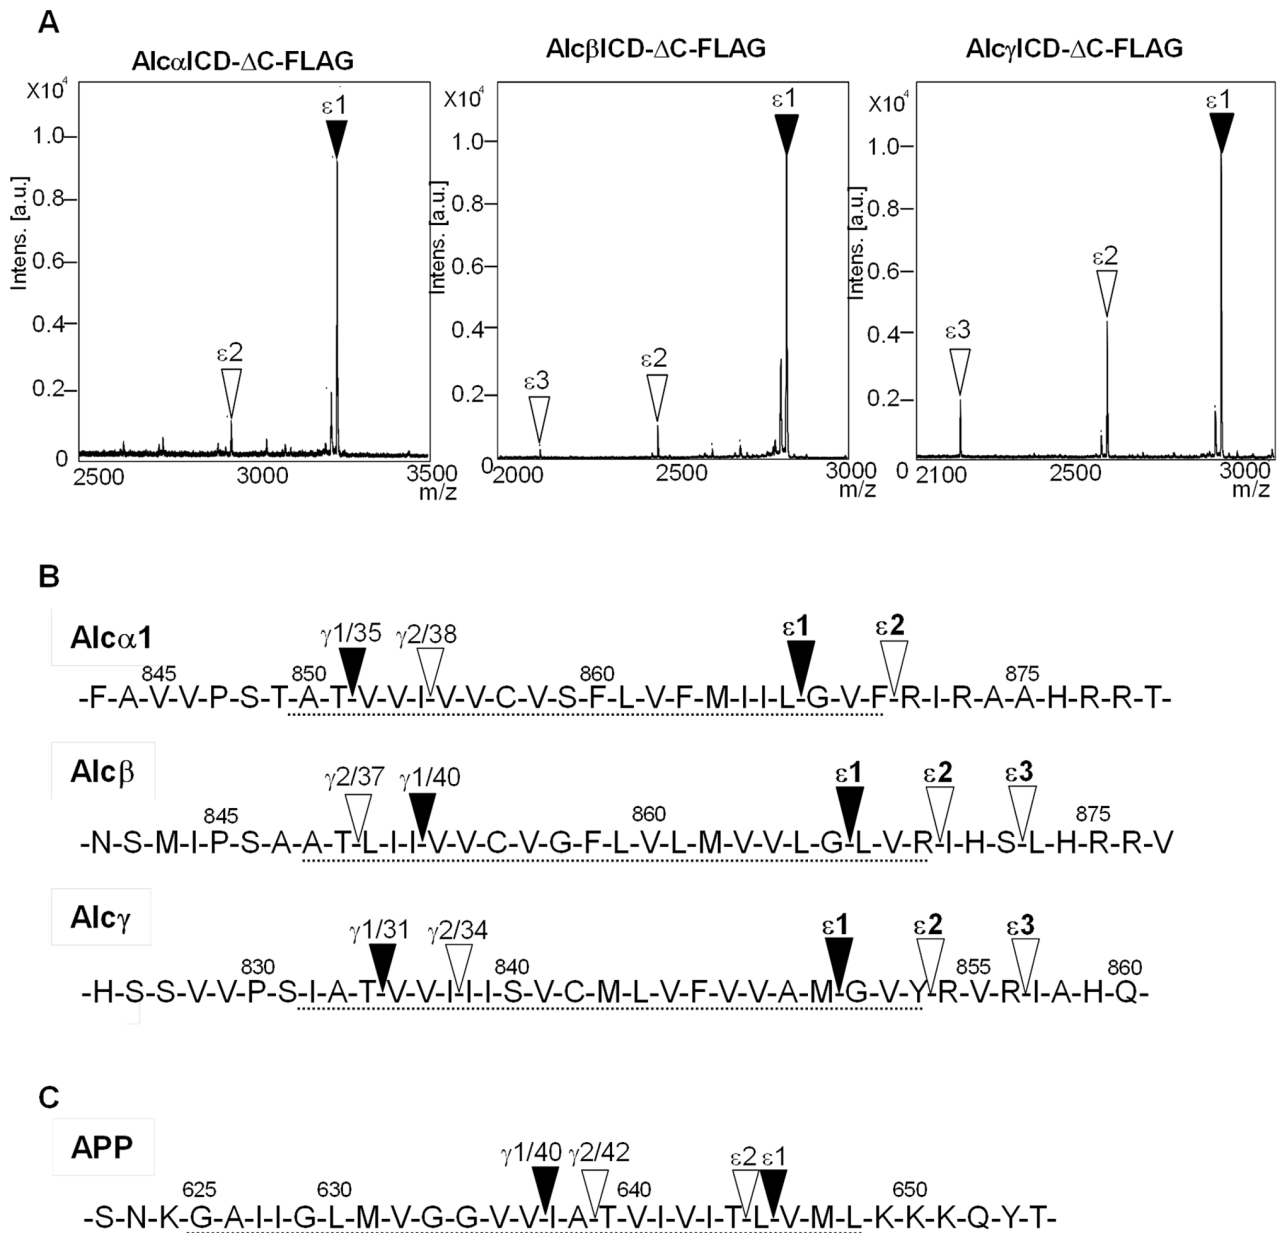 A
AlcαICD-ΔC-FLAG
X10⁴
1.0
0.8
0.6
0.4
0.2
0
Intens. [a.u.]
ε1
ε2
2500 3000 3500
m/z
AlcβICD-ΔC-FLAG
X10⁴
1.0
0.8
0.6
0.4
0.2
0
Intens. [a.u.]
ε1
ε2
ε3
2000 2500 3000
m/z
AlcγICD-ΔC-FLAG
X10⁴
1.0
0.8
0.6
0.4
0.2
0
Intens. [a.u.]
ε1
ε2
ε3
2100 2500 3000
m/z
B
Alcα1
γ1/35 γ2/38 ε1 ε2
845 850 860 875
-F-A-V-V-P-S-T-A-T-V-V-I-V-V-C-V-S-F-L-V-F-M-I-I-L-G-V-F-R-I-R-A-A-H-R-R-T-
Alcβ
γ2/37 γ1/40 ε1 ε2 ε3
845 860 875
-N-S-M-I-P-S-A-A-T-L-I-I-V-V-C-V-G-F-L-V-L-M-V-V-L-G-L-V-R-I-H-S-L-H-R-R-V
Alcγ
γ1/31 γ2/34 ε1 ε2 ε3
830 840 855 860
-H-S-S-V-V-P-S-I-A-T-V-V-I-I-I-S-V-C-M-L-V-F-V-V-A-M-G-V-Y-R-V-R-I-A-H-Q-
C
APP
γ1/40 γ2/42 ε2 ε1
625 630 640 650
-S-N-K-G-A-I-I-G-L-M-V-G-G-V-V-I-A-T-V-I-V-I-T-L-V-M-L-K-K-K-Q-Y-T-